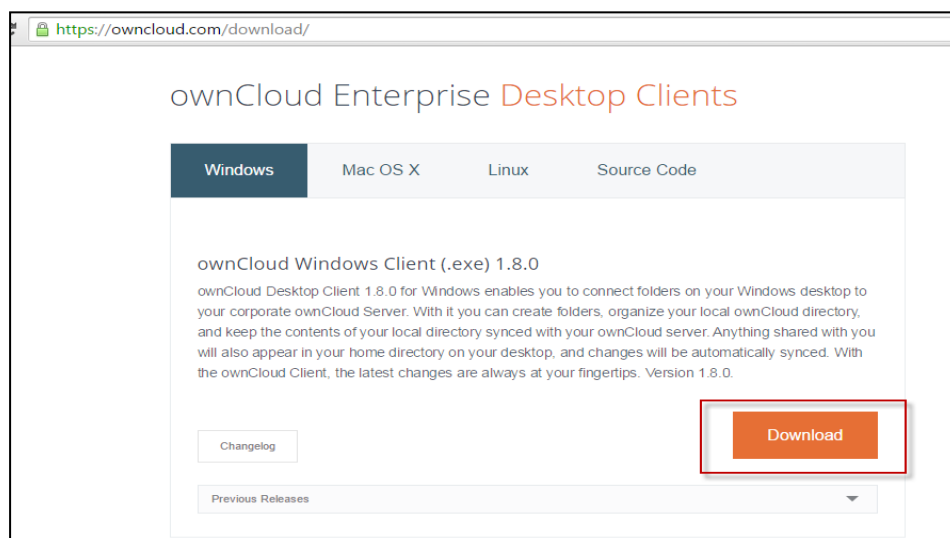 https://owncloud.com/download/
ownCloud Enterprise Desktop Clients
Windows Mac OS X Linux Source Code
ownCloud Windows Client (.exe) 1.8.0
ownCloud Desktop Client 1.8.0 for Windows enables you to connect folders on your Windows desktop to
your corporate ownCloud Server. With it you can create folders, organize your local ownCloud directory,
and keep the contents of your local directory synced with your ownCloud server. Anything shared with you
will also appear in your home directory on your desktop, and changes will be automatically synced. With
the ownCloud Client, the latest changes are always at your fingertips. Version 1.8.0.
Changelog Download
Previous Releases